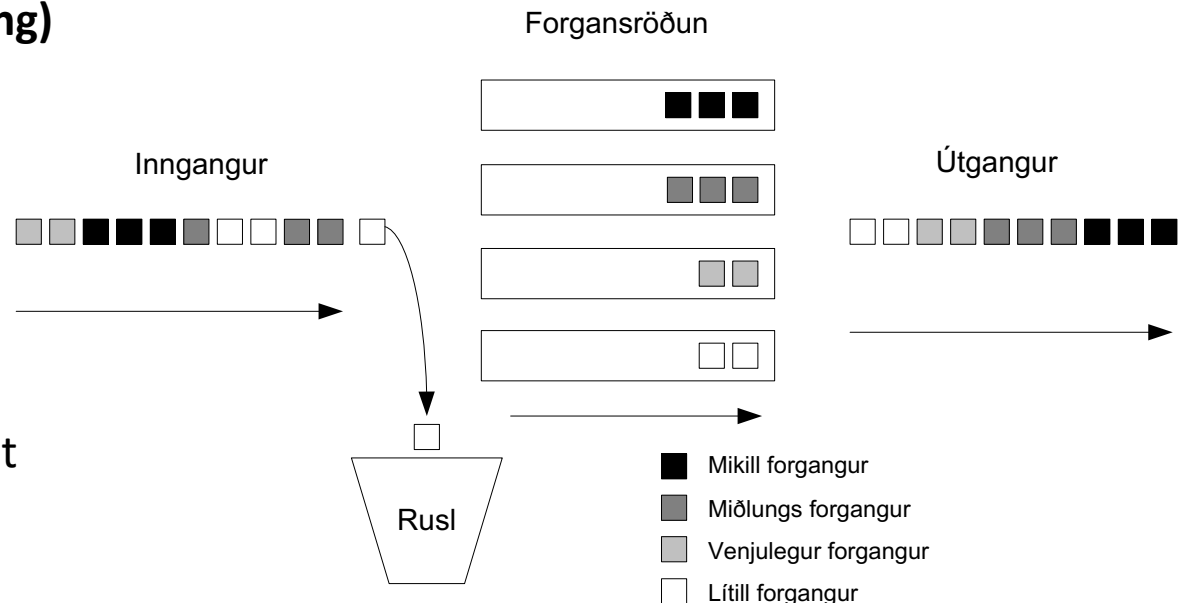 ng)
Forgansröðun
Inngangur
Útgangur
t
Rusl
Mikill forgangur
Miðlungs forgangur
Venjulegur forgangur
Lítill forgangur